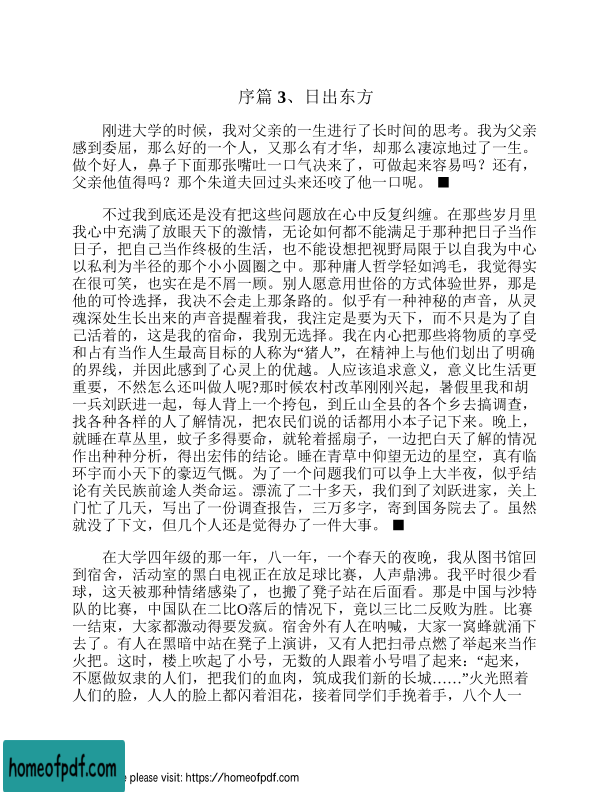 序篇 3、日出东方
刚进大学的时候，我对父亲的一生进行了长时间的思考。我为父亲
感到委屈，那么好的一个人，又那么有才华，却那么凄凉地过了一生。
做个好人，鼻子下面那张嘴吐一口气决来了，可做起来容易吗？还有，
父亲他值得吗？那个朱道夫回过头来还咬了他一口呢。 ■
不过我到底还是没有把这些问题放在心中反复纠缠。在那些岁月里
我心中充满了放眼天下的激情，无论如何都不能满足于那种把日子当作
日子，把自己当作终极的生活，也不能设想把视野局限于以自我为中心
以私利为半径的那个小小圆圈之中。那种庸人哲学轻如鸿毛，我觉得实
在很可笑，也实在是不屑一顾。别人愿意用世俗的方式体验世界，那是
他的可怜选择，我决不会走上那条路的。似乎有一种神秘的声音，从灵
魂深处生长出来的声音提醒着我，我注定是要为天下，而不只是为了自
己活着的，这是我的宿命，我别无选择。我在内心把那些将物质的享受
和占有当作人生最高目标的人称为“猪人”，在精神上与他们划出了明确
的界线，并因此感到了心灵上的优越。人应该追求意义，意义比生活更
重要，不然怎么还叫做人呢?那时候农村改革刚刚兴起，暑假里我和胡
一兵刘跃进一起，每人背上一个挎包，到丘山全县的各个乡去搞调查，
找各种各样的人了解情况，把农民们说的话都用小本子记下来。晚上，
就睡在草丛里，蚊子多得要命，就轮着摇扇子，一边把白天了解的情况
作出种种分析，得出宏伟的结论。睡在青草中仰望无边的星空，真有临
环宇而小天下的豪迈气慨。为了一个问题我们可以争上大半夜，似乎结
论有关民族前途人类命运。漂流了二十多天，我们到了刘跃进家，关上
门忙了几天，写出了一份调查报告，三万多字，寄到国务院去了。虽然
就没了下文，但几个人还是觉得办了一件大事。 ■
在大学四年级的那一年，八一年，一个春天的夜晚，我从图书馆回
到宿舍，活动室的黑白电视正在放足球比赛，人声鼎沸。我平时很少看
球，这天被那种情绪感染了，也搬了凳子站在后面看。那是中国与沙特
队的比赛，中国队在二比O落后的情况下，竟以三比二反败为胜。比赛
一结束，大家都激动得要发疯。宿舍外有人在呐喊，大家一窝蜂就涌下
去了。有人在黑暗中站在凳子上演讲，又有人把扫帚点燃了举起来当作
火把。这时，楼上吹起了小号，无数的人跟着小号唱了起来：“起来，
不愿做奴隶的人们，把我们的血肉，筑成我们新的长城……”火光照着
人们的脸，人人的脸上都闪着泪花，接着同学们手挽着手，八个人一
homeofpdf.com
e please visit: https://homeofpdf.com